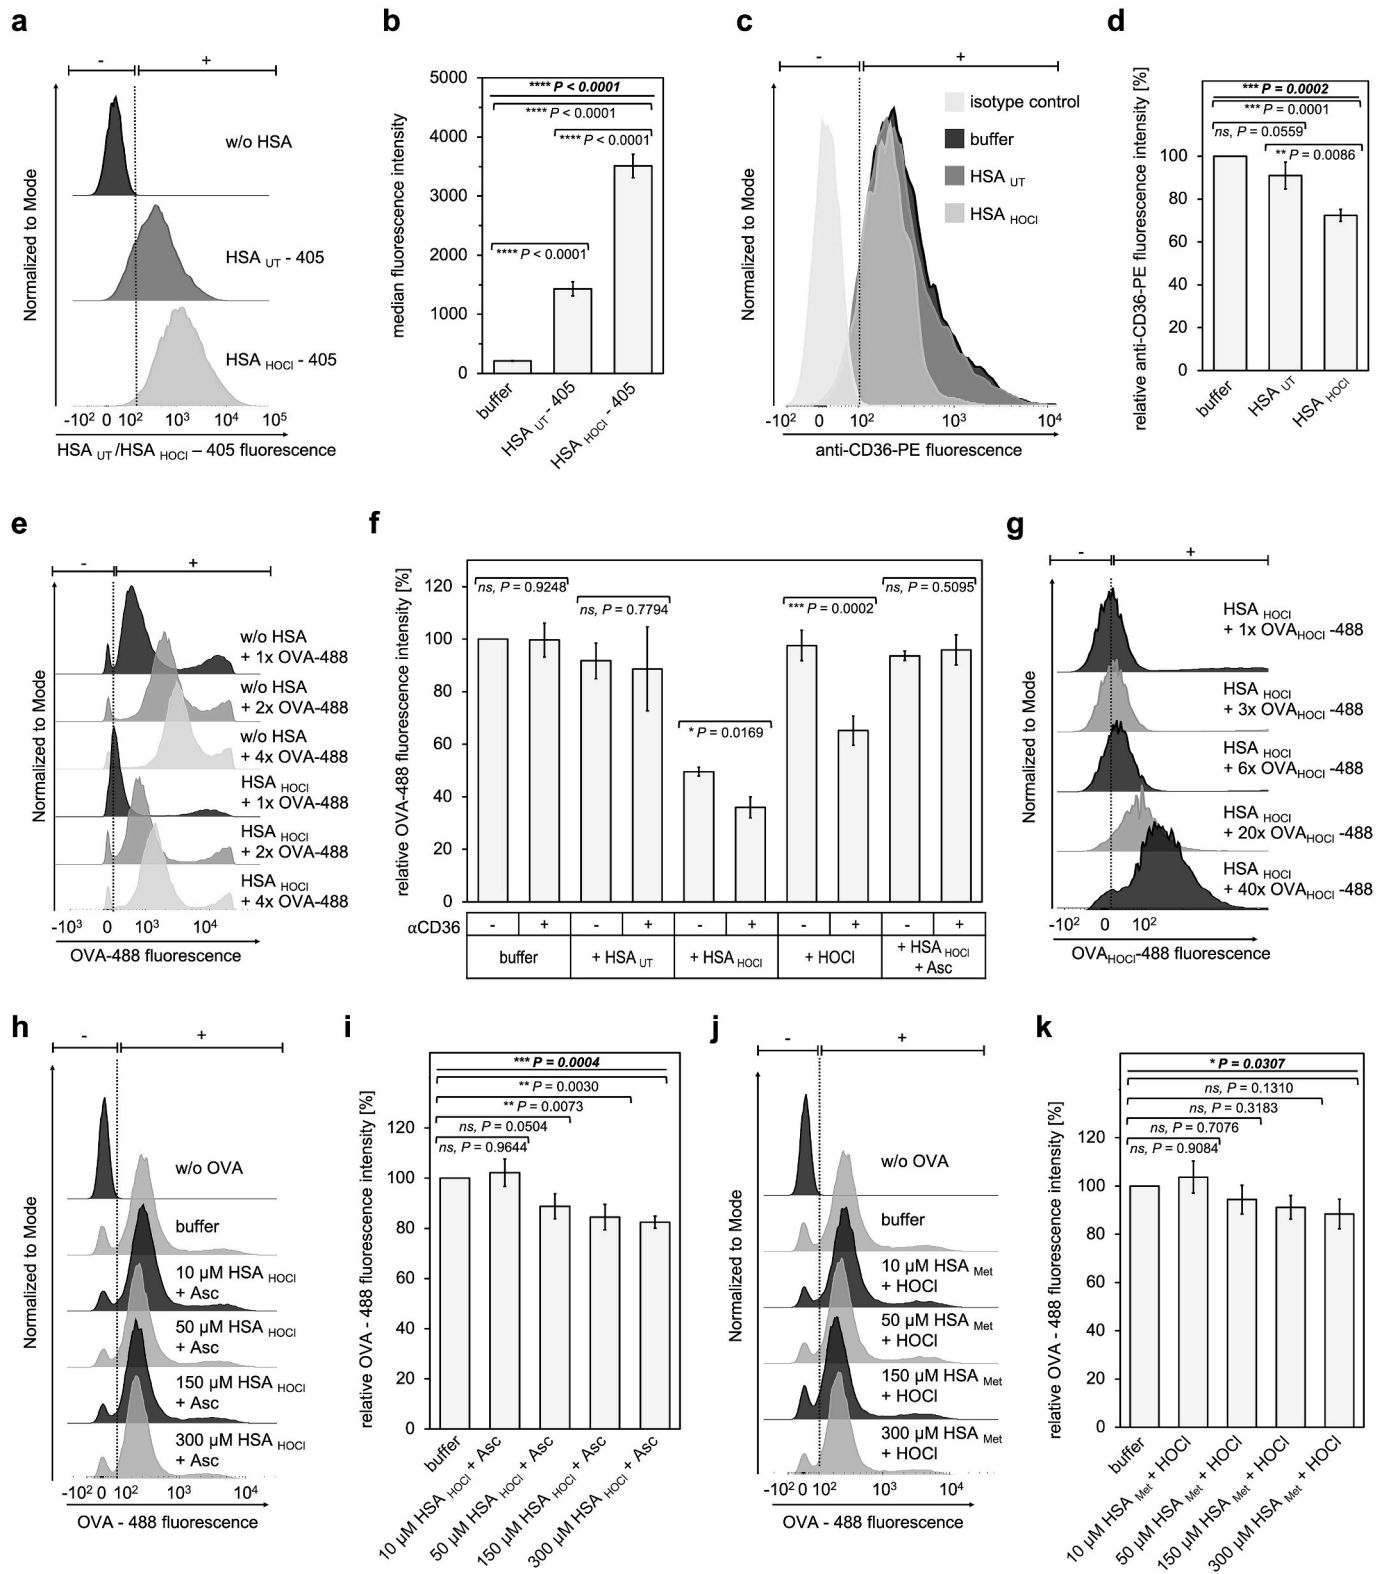 a
- +
Normalized to Mode
w/o HSA
HSA UT - 405
HSA HOCl - 405
-10² 0 10² 10³ 10⁴ 10⁵
HSA UT /HSA HOCl – 405 fluorescence
b
median fluorescence intensity
5000
4000
3000
2000
1000
0
**** P < 0.0001
**** P < 0.0001
**** P < 0.0001
**** P < 0.0001
buffer
HSA UT - 405
HSA HOCl - 405
c
- +
Normalized to Mode
isotype control
buffer
HSA UT
HSA HOCl
-10² 0 10² 10³ 10⁴
anti-CD36-PE fluorescence
d
relative anti-CD36-PE fluorescence intensity [%]
*** P = 0.0002
*** P = 0.0001
ns, P = 0.0559
** P = 0.0086
100
80
60
40
20
0
buffer
HSA UT
HSA HOCl
e
- +
Normalized to Mode
w/o HSA
+ 1x OVA-488
w/o HSA
+ 2x OVA-488
w/o HSA
+ 4x OVA-488
HSA HOCl
+ 1x OVA-488
HSA HOCl
+ 2x OVA-488
HSA HOCl
+ 4x OVA-488
-10³ 0 10³ 10⁴
OVA-488 fluorescence
f
relative OVA-488 fluorescence intensity [%]
120
100
80
60
40
20
0
ns, P = 0.9248
ns, P = 0.7794
* P = 0.0169
*** P = 0.0002
ns, P = 0.5095
αCD36 - + - + - + - + - +
buffer + HSA UT + HSA HOCl + HOCl + HSA HOCl + Asc
g
- +
Normalized to Mode
HSA HOCl
+ 1x OVAHOCl -488
HSA HOCl
+ 3x OVAHOCl -488
HSA HOCl
+ 6x OVAHOCl -488
HSA HOCl
+ 20x OVAHOCl -488
HSA HOCl
+ 40x OVAHOCl -488
-10² 0 10²
OVAHOCl-488 fluorescence
h
- +
Normalized to Mode
w/o OVA
buffer
10 µM HSA HOCl
+ Asc
50 µM HSA HOCl
+ Asc
150 µM HSA HOCl
+ Asc
300 µM HSA HOCl
+ Asc
-10² 0 10² 10³ 10⁴
OVA - 488 fluorescence
i
relative OVA - 488 fluorescence intensity [%]
*** P = 0.0004
** P = 0.0030
** P = 0.0073
ns, P = 0.0504
ns, P = 0.9644
120
100
80
60
40
20
0
buffer
10 µM HSA HOCl + Asc
50 µM HSA HOCl + Asc
150 µM HSA HOCl + Asc
300 µM HSA HOCl + Asc
j
- +
Normalized to Mode
w/o OVA
buffer
10 µM HSA Met
+ HOCl
50 µM HSA Met
+ HOCl
150 µM HSA Met
+ HOCl
300 µM HSA Met
+ HOCl
-10² 0 10² 10³ 10⁴
OVA - 488 fluorescence
k
relative OVA - 488 fluorescence intensity [%]
* P = 0.0307
ns, P = 0.1310
ns, P = 0.3183
ns, P = 0.7076
ns, P = 0.9084
120
100
80
60
40
20
0
buffer
10 µM HSA Met + HOCl
50 µM HSA Met + HOCl
150 µM HSA Met + HOCl
300 µM HSA Met + HOCl